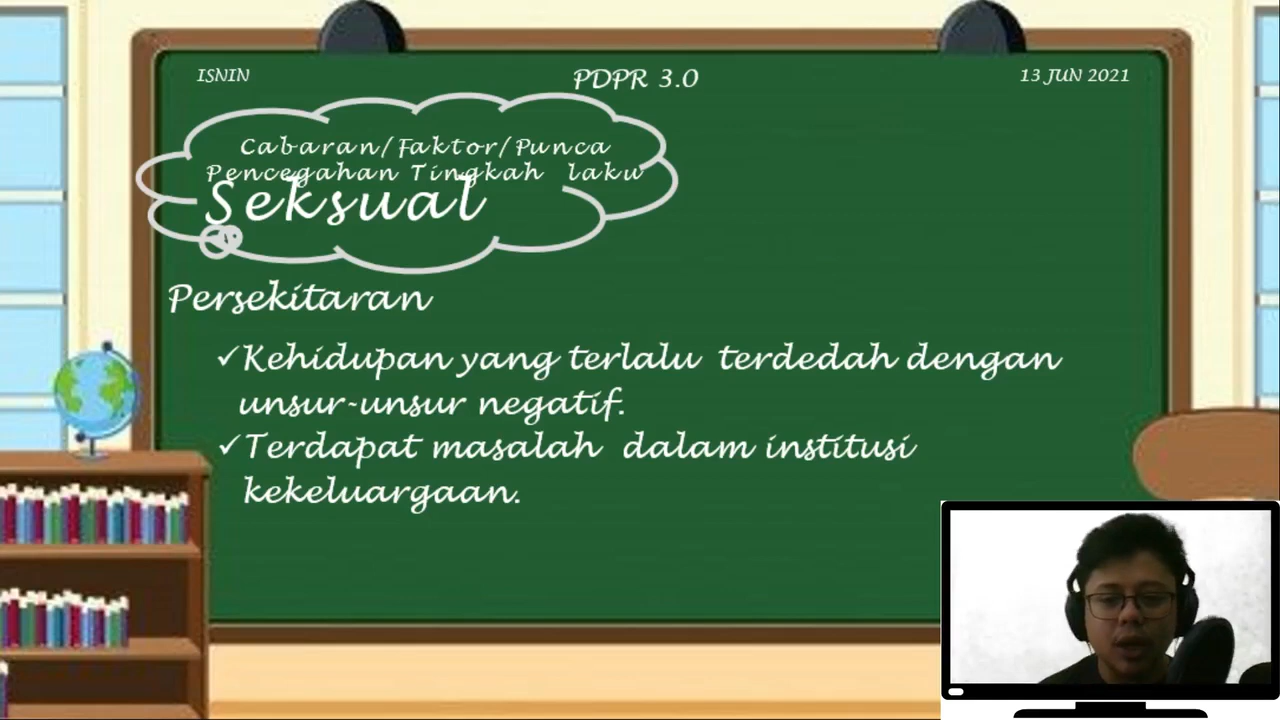 ISNIN
PDPR 3.0
13 JUN 2021
Cabaran/Faktor/Punca
Pencegahan Tingkah laku
Seksual
Persekitaran
✓Kehidupan yang terlalu terdedah dengan
unsur-unsur negatif.
✓Terdapat masalah dalam institusi
kekeluargaan.